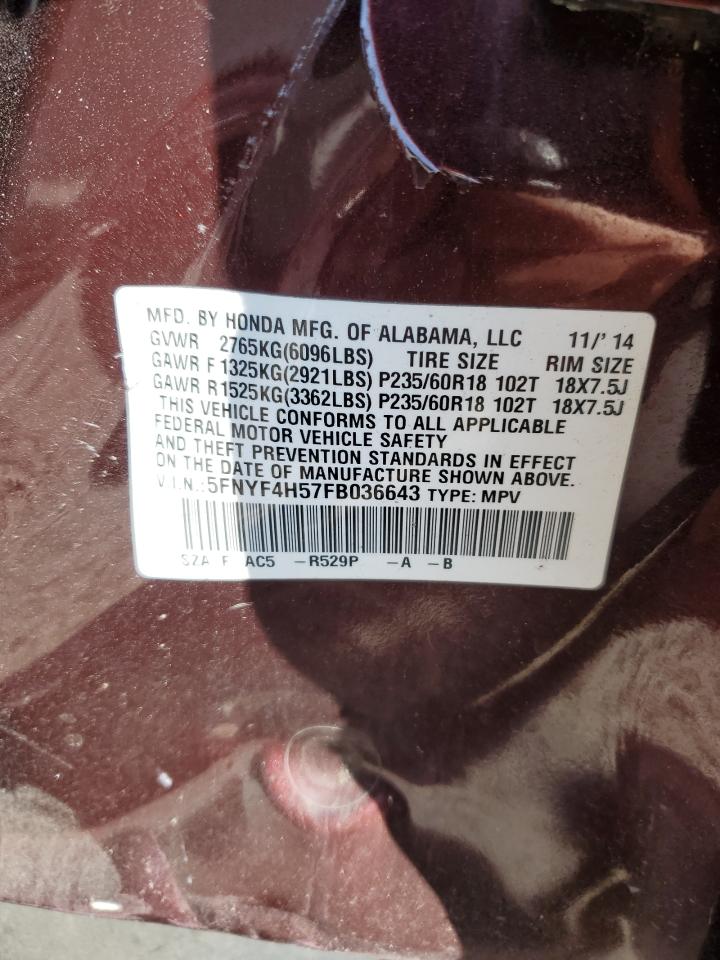 MFD. BY HONDA MFG. OF ALABAMA, LLC 11/' 14
GVWR 2765KG(6096LBS) TIRE SIZE RIM SIZE
GAWR F 1325KG(2921LBS) P235/60R18 102T 18X7.5J
GAWR R1525KG(3362LBS) P235/60R18 102T 18X7.5J
THIS VEHICLE CONFORMS TO ALL APPLICABLE
FEDERAL MOTOR VEHICLE SAFETY
AND THEFT PREVENTION STANDARDS IN EFFECT
ON THE DATE OF MANUFACTURE SHOWN ABOVE.
V.I.N.:5FNYF4H57FB036643 TYPE: MPV
SZA F AC5 -R529P -A -B